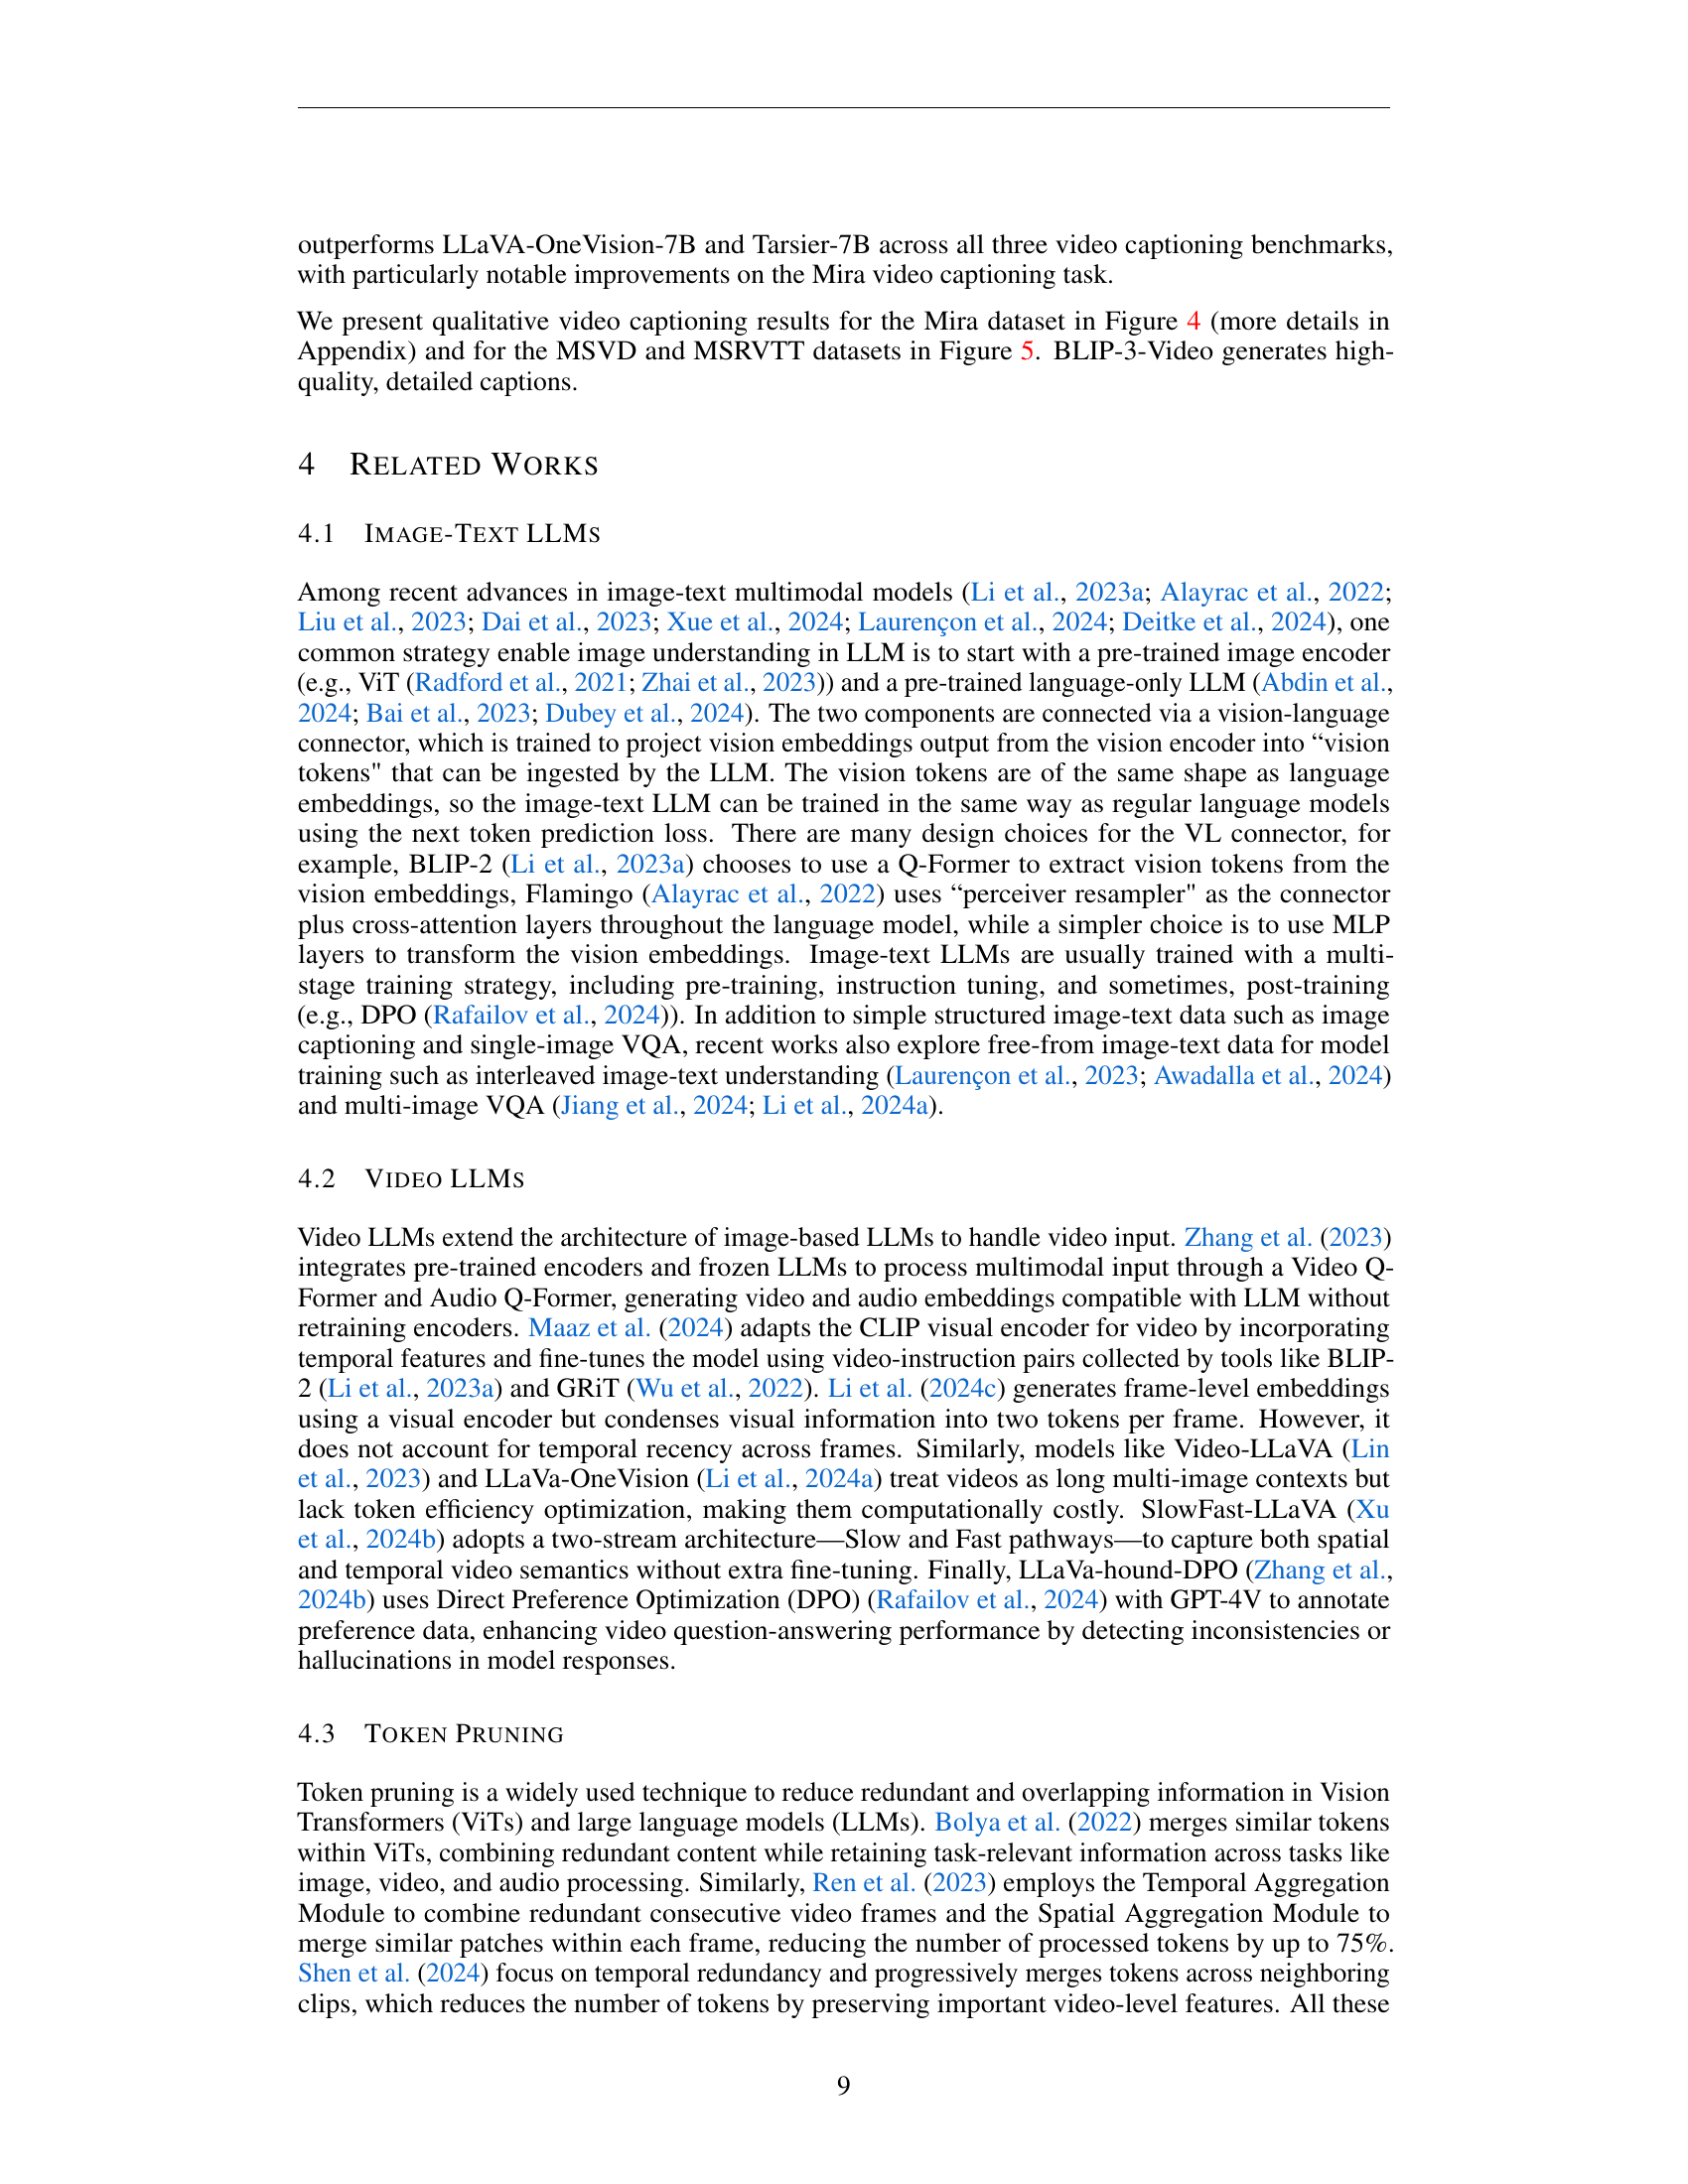 outperforms LLaVA-OneVision-7B and Tarsier-7B across all three video captioning benchmarks,
with particularly notable improvements on the Mira video captioning task.
We present qualitative video captioning results for the Mira dataset in Figure 4 (more details in
Appendix) and for the MSVD and MSRVTT datasets in Figure 5. BLIP-3-Video generates high-
quality, detailed captions.
4 RELATED WORKS
4.1 IMAGE-TEXT LLMS
Among recent advances in image-text multimodal models (Li et al., 2023a; Alayrac et al., 2022;
Liu et al., 2023; Dai et al., 2023; Xue et al., 2024; Laurençon et al., 2024; Deitke et al., 2024), one
common strategy enable image understanding in LLM is to start with a pre-trained image encoder
(e.g., ViT (Radford et al., 2021; Zhai et al., 2023)) and a pre-trained language-only LLM (Abdin et al.,
2024; Bai et al., 2023; Dubey et al., 2024). The two components are connected via a vision-language
connector, which is trained to project vision embeddings output from the vision encoder into “vision
tokens" that can be ingested by the LLM. The vision tokens are of the same shape as language
embeddings, so the image-text LLM can be trained in the same way as regular language models
using the next token prediction loss. There are many design choices for the VL connector, for
example, BLIP-2 (Li et al., 2023a) chooses to use a Q-Former to extract vision tokens from the
vision embeddings, Flamingo (Alayrac et al., 2022) uses “perceiver resampler" as the connector
plus cross-attention layers throughout the language model, while a simpler choice is to use MLP
layers to transform the vision embeddings. Image-text LLMs are usually trained with a multi-
stage training strategy, including pre-training, instruction tuning, and sometimes, post-training
(e.g., DPO (Rafailov et al., 2024)). In addition to simple structured image-text data such as image
captioning and single-image VQA, recent works also explore free-from image-text data for model
training such as interleaved image-text understanding (Laurençon et al., 2023; Awadalla et al., 2024)
and multi-image VQA (Jiang et al., 2024; Li et al., 2024a).
4.2 VIDEO LLMS
Video LLMs extend the architecture of image-based LLMs to handle video input. Zhang et al. (2023)
integrates pre-trained encoders and frozen LLMs to process multimodal input through a Video Q-
Former and Audio Q-Former, generating video and audio embeddings compatible with LLM without
retraining encoders. Maaz et al. (2024) adapts the CLIP visual encoder for video by incorporating
temporal features and fine-tunes the model using video-instruction pairs collected by tools like BLIP-
2 (Li et al., 2023a) and GRiT (Wu et al., 2022). Li et al. (2024c) generates frame-level embeddings
using a visual encoder but condenses visual information into two tokens per frame. However, it
does not account for temporal recency across frames. Similarly, models like Video-LLaVA (Lin
et al., 2023) and LLaVa-OneVision (Li et al., 2024a) treat videos as long multi-image contexts but
lack token efficiency optimization, making them computationally costly. SlowFast-LLaVA (Xu
et al., 2024b) adopts a two-stream architecture—Slow and Fast pathways—to capture both spatial
and temporal video semantics without extra fine-tuning. Finally, LLaVa-hound-DPO (Zhang et al.,
2024b) uses Direct Preference Optimization (DPO) (Rafailov et al., 2024) with GPT-4V to annotate
preference data, enhancing video question-answering performance by detecting inconsistencies or
hallucinations in model responses.
4.3 TOKEN PRUNING
Token pruning is a widely used technique to reduce redundant and overlapping information in Vision
Transformers (ViTs) and large language models (LLMs). Bolya et al. (2022) merges similar tokens
within ViTs, combining redundant content while retaining task-relevant information across tasks like
image, video, and audio processing. Similarly, Ren et al. (2023) employs the Temporal Aggregation
Module to combine redundant consecutive video frames and the Spatial Aggregation Module to
merge similar patches within each frame, reducing the number of processed tokens by up to 75%.
Shen et al. (2024) focus on temporal redundancy and progressively merges tokens across neighboring
clips, which reduces the number of tokens by preserving important video-level features. All these
9